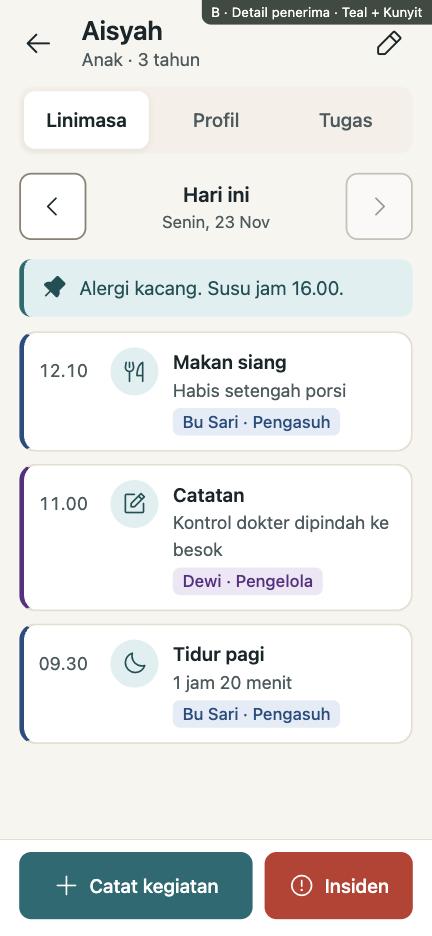 B · Detail penerima · Teal + Kunyit
Aisyah
Anak · 3 tahun
Linimasa
Profil
Tugas
Hari ini
Senin, 23 Nov
Alergi kacang. Susu jam 16.00.
12.10
Makan siang
Habis setengah porsi
Bu Sari · Pengasuh
11.00
Catatan
Kontrol dokter dipindah ke
besok
Dewi · Pengelola
09.30
Tidur pagi
1 jam 20 menit
Bu Sari · Pengasuh
Catat kegiatan
Insiden